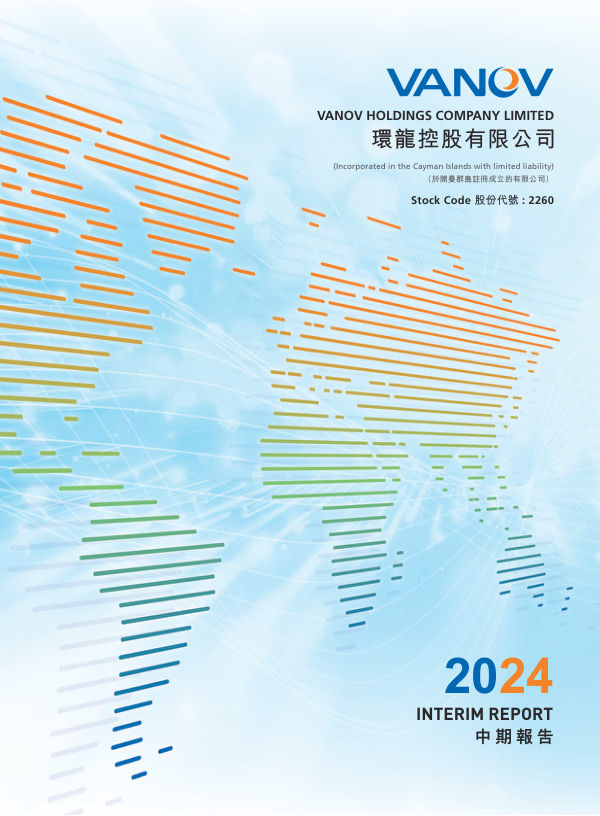 VANOV
VANOV HOLDINGS COMPANY LIMITED
環龍控股有限公司
(Incorporated in the Cayman Islands with limited liability)
（於開曼群島註冊成立的有限公司）
Stock Code 股份代號 : 2260
2024
INTERIM REPORT
中期報告